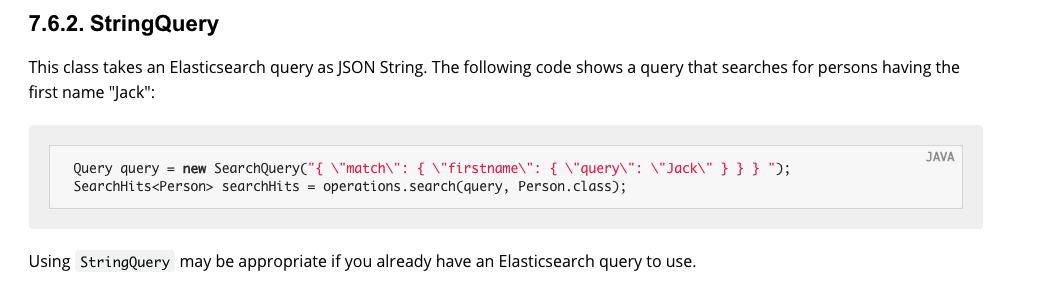 7.6.2. StringQuery
This class takes an Elasticsearch query as JSON String. The following code shows a query that searches for persons having the
first name "Jack":
JAVA
Query query = new SearchQuery("{ \"match\": { \"firstname\": { \"query\": \"Jack\" } } } ");
SearchHits<Person> searchHits = operations.search(query, Person.class);
Using StringQuery may be appropriate if you already have an Elasticsearch query to use.